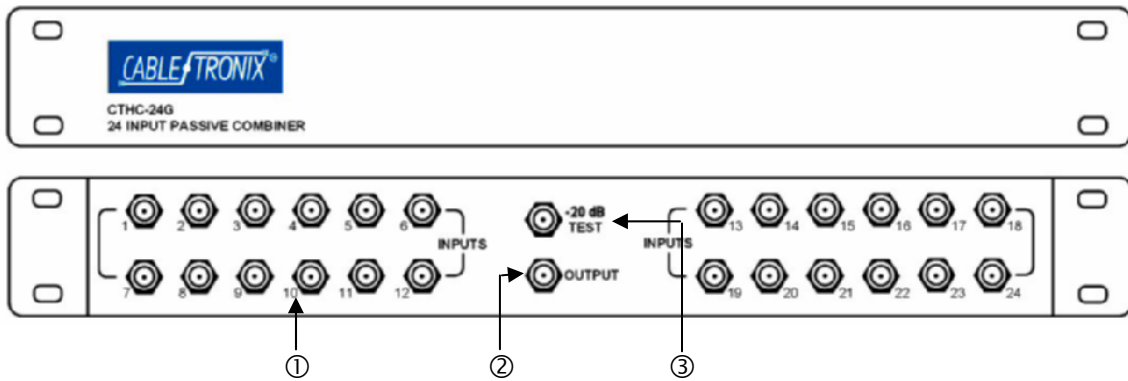 CABLE TRONIX®
CTHC-24G
24 INPUT PASSIVE COMBINER
1 2 3 4 5 6
-20 dB
TEST
13 14 15 16 17 18
INPUTS
INPUTS
OUTPUT
7 8 9 10 11 12
19 20 21 22 23 24
① ② ③